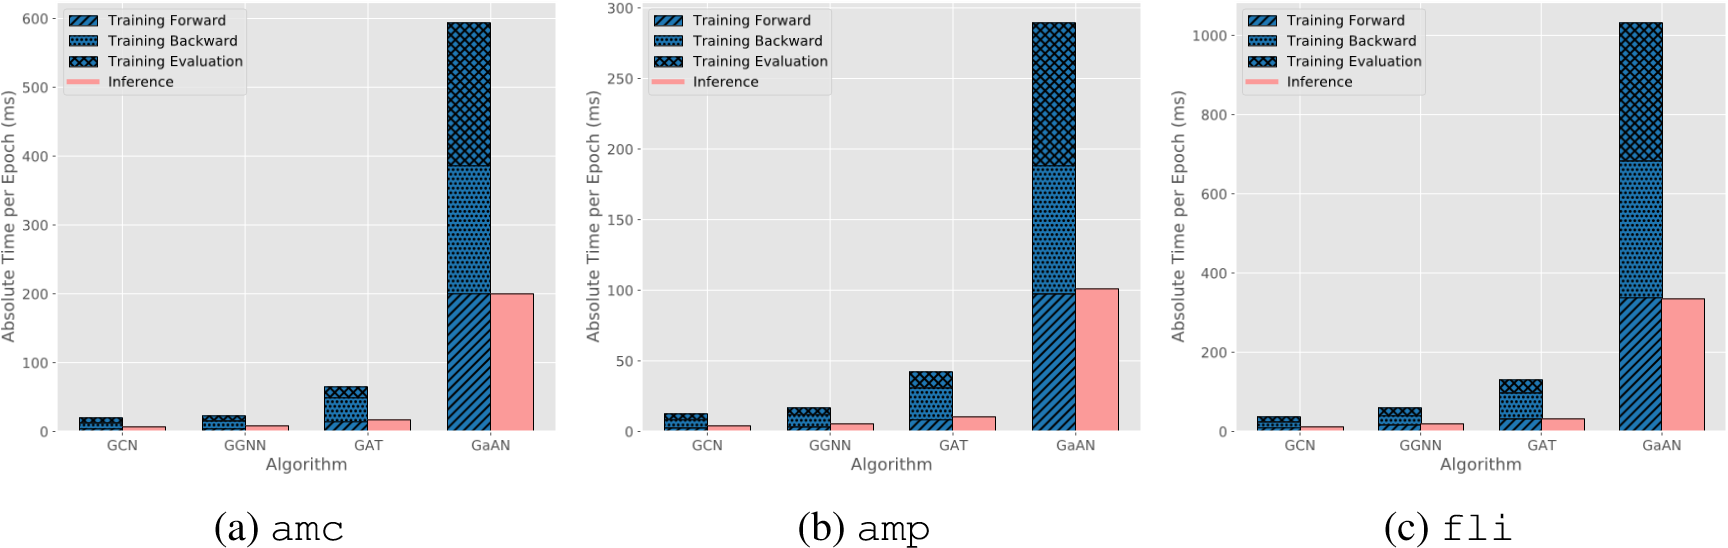 Absolute Time per Epoch (ms)
600
500
400
300
200
100
0
Training Forward
Training Backward
Training Evaluation
Inference
GCN GGNN GAT GaAN
Algorithm
(a) amc
Absolute Time per Epoch (ms)
300
250
200
150
100
50
0
Training Forward
Training Backward
Training Evaluation
Inference
GCN GGNN GAT GaAN
Algorithm
(b) amp
Absolute Time per Epoch (ms)
1000
800
600
400
200
0
Training Forward
Training Backward
Training Evaluation
Inference
GCN GGNN GAT GaAN
Algorithm
(c) fli